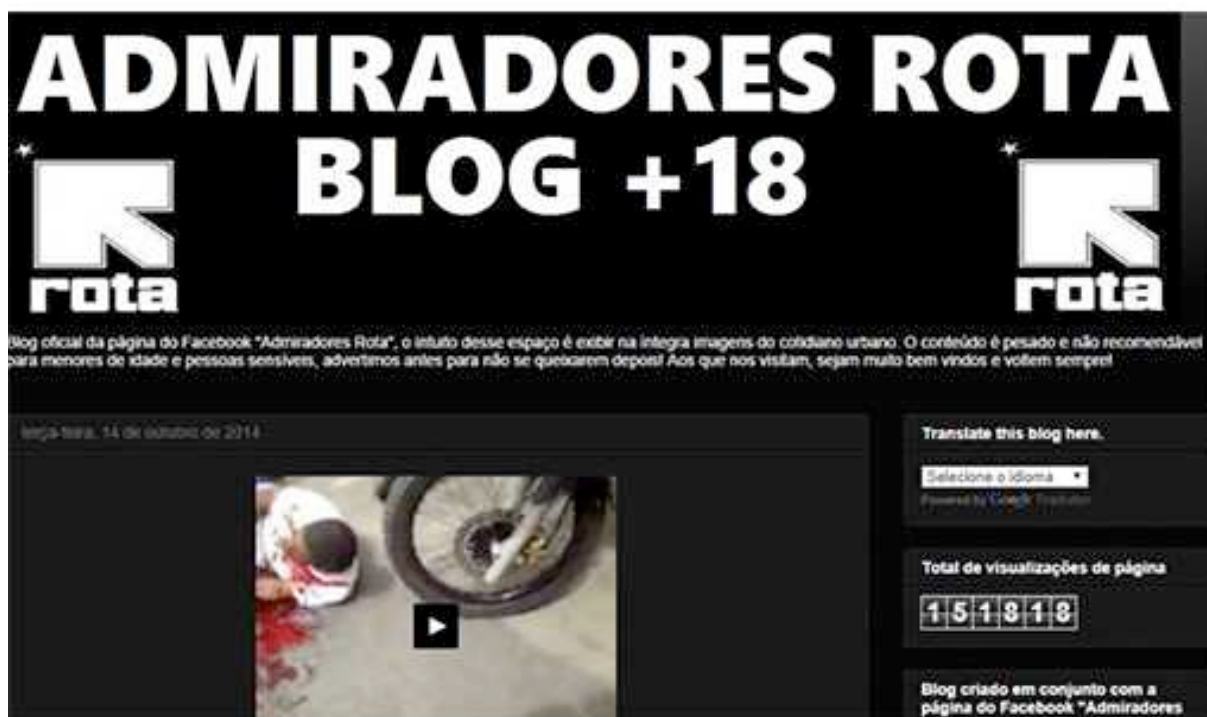 ADMIRADORES ROTA
BLOG +18
rota
rota
Blog oficial da página do Facebook "Admiradores Rota", o intuito desse espaço é exibir na íntegra imagens do cotidiano urbano. O conteúdo é pesado e não recomendável
para menores de idade e pessoas sensíveis, advertimos antes para não se queixarem depois! Aos que nos visitam, sejam muito bem vindos e voltem sempre!
terça-feira, 14 de outubro de 2014
Translate this blog here.
Selecione o idioma
Powered by Google Tradutor
Total de visualizações de página
151818
Blog criado em conjunto com a
página do Facebook "Admiradores